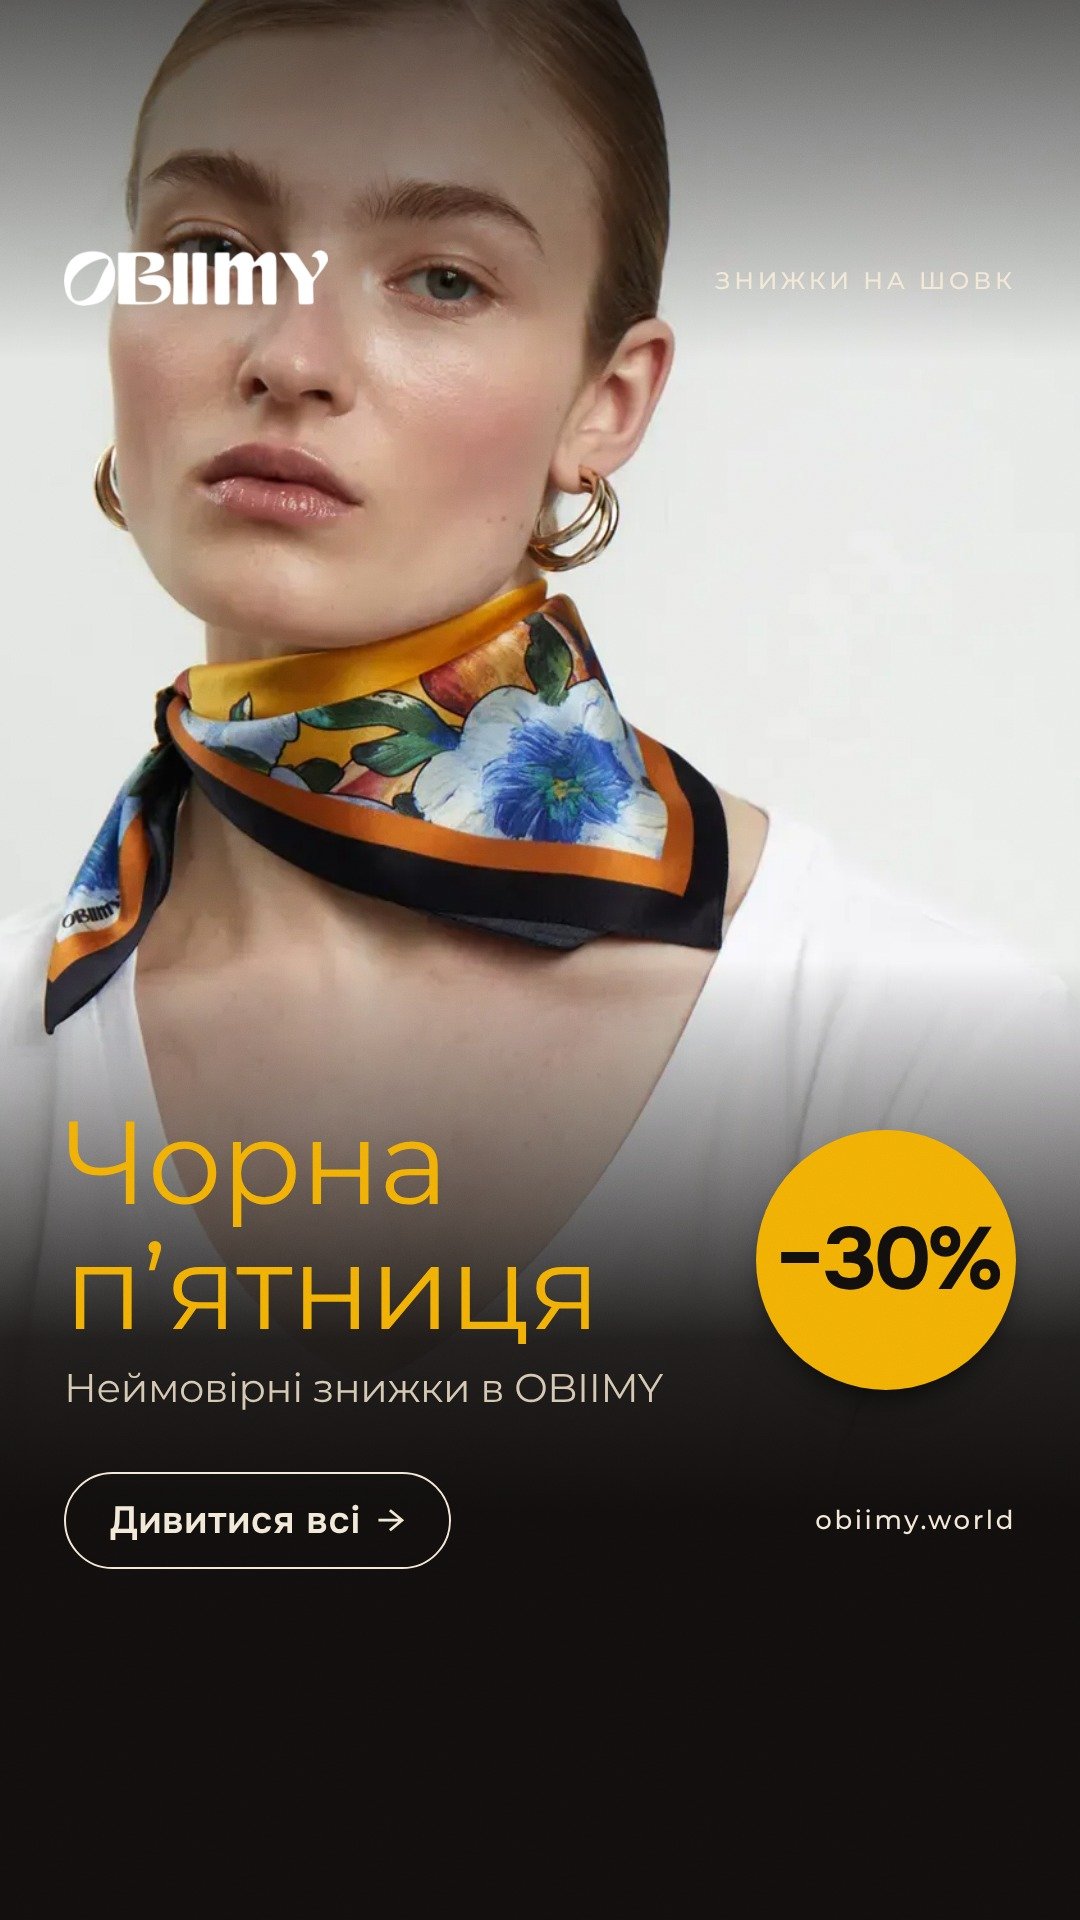 OBIIMY
ЗНИЖКИ НА ШОВК
OBIIMY
Чорна
п’ятниця
-30%
Неймовірні знижки в OBIIMY
Дивитися всі →
obiimy.world